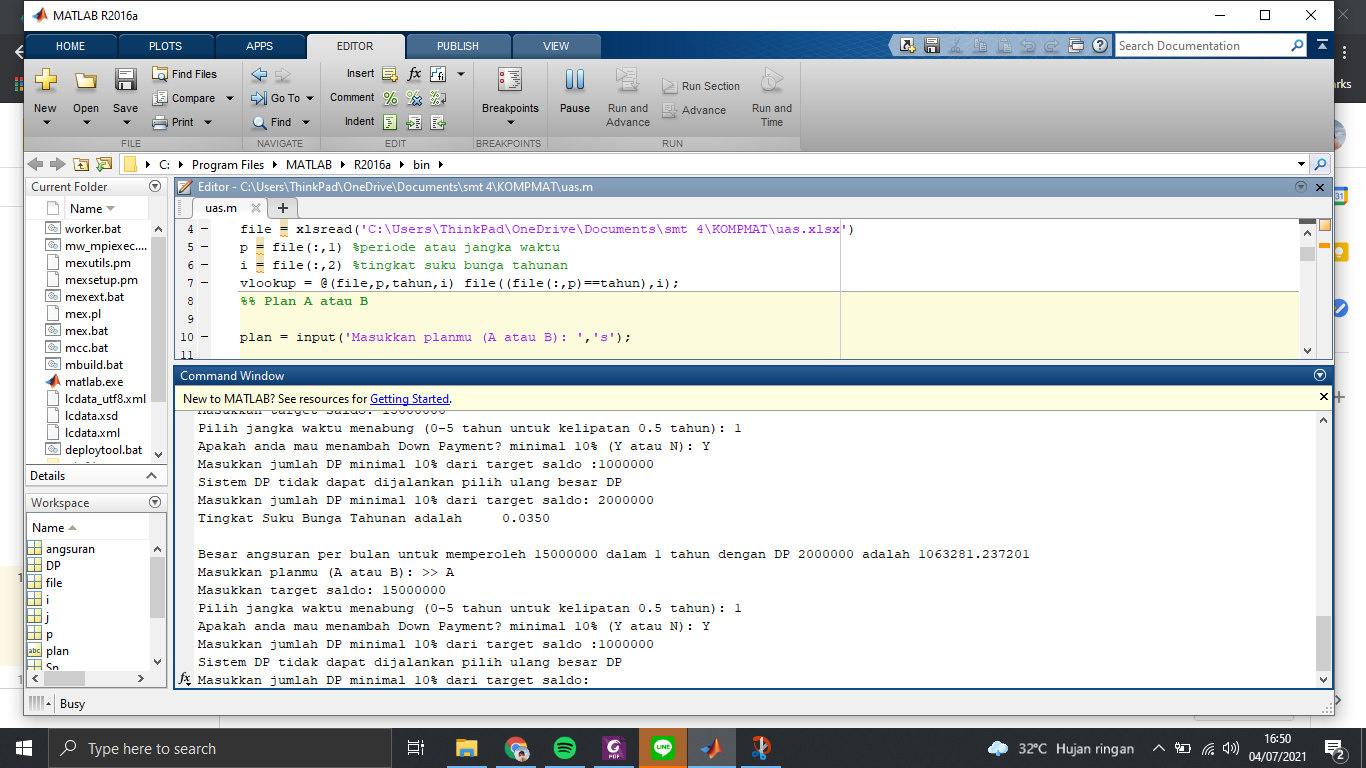 MATLAB R2016a
HOME PLOTS APPS EDITOR PUBLISH VIEW
Search Documentation
New Open Save
Find Files
Compare
Print
FILE
Go To
Find
NAVIGATE
Insert
Comment
Indent
EDIT
Breakpoints
BREAKPOINTS
Pause
Run and Advance
Run Section
Advance
Run and Time
RUN
C: Program Files MATLAB R2016a bin
rks
Current Folder
Name
worker.bat
mw_mpiexec....
mexutils.pm
mexsetup.pm
mexext.bat
mex.pl
mex.bat
mcc.bat
mbuild.bat
matlab.exe
lcdata_utf8.xml
lcdata.xsd
lcdata.xml
deploytool.bat
Details
Workspace
Name
angsuran
DP
file
i
j
p
abc plan
Sn
Editor - C:\Users\ThinkPad\OneDrive\Documents\smt 4\KOMPMAT\uas.m
uas.m
4 – file = xlsread('C:\Users\ThinkPad\OneDrive\Documents\smt 4\KOMPMAT\uas.xlsx')
5 – p = file(:,1) %periode atau jangka waktu
6 – i = file(:,2) %tingkat suku bunga tahunan
7 – vlookup = @(file,p,tahun,i) file((file(:,p)==tahun),i);
8 %% Plan A atau B
9
10 – plan = input('Masukkan planmu (A atau B): ','s');
11
Command Window
New to MATLAB? See resources for Getting Started.
Masukkan target saldo: 15000000
Pilih jangka waktu menabung (0-5 tahun untuk kelipatan 0.5 tahun): 1
Apakah anda mau menambah Down Payment? minimal 10% (Y atau N): Y
Masukkan jumlah DP minimal 10% dari target saldo :1000000
Sistem DP tidak dapat dijalankan pilih ulang besar DP
Masukkan jumlah DP minimal 10% dari target saldo: 2000000
Tingkat Suku Bunga Tahunan adalah 0.0350
Besar angsuran per bulan untuk memperoleh 15000000 dalam 1 tahun dengan DP 2000000 adalah 1063281.237201
Masukkan planmu (A atau B): >> A
Masukkan target saldo: 15000000
Pilih jangka waktu menabung (0-5 tahun untuk kelipatan 0.5 tahun): 1
Apakah anda mau menambah Down Payment? minimal 10% (Y atau N): Y
Masukkan jumlah DP minimal 10% dari target saldo :1000000
Sistem DP tidak dapat dijalankan pilih ulang besar DP
fx Masukkan jumlah DP minimal 10% dari target saldo:
Busy
Type here to search
LINE
32°C Hujan ringan
16:50
04/07/2021
2